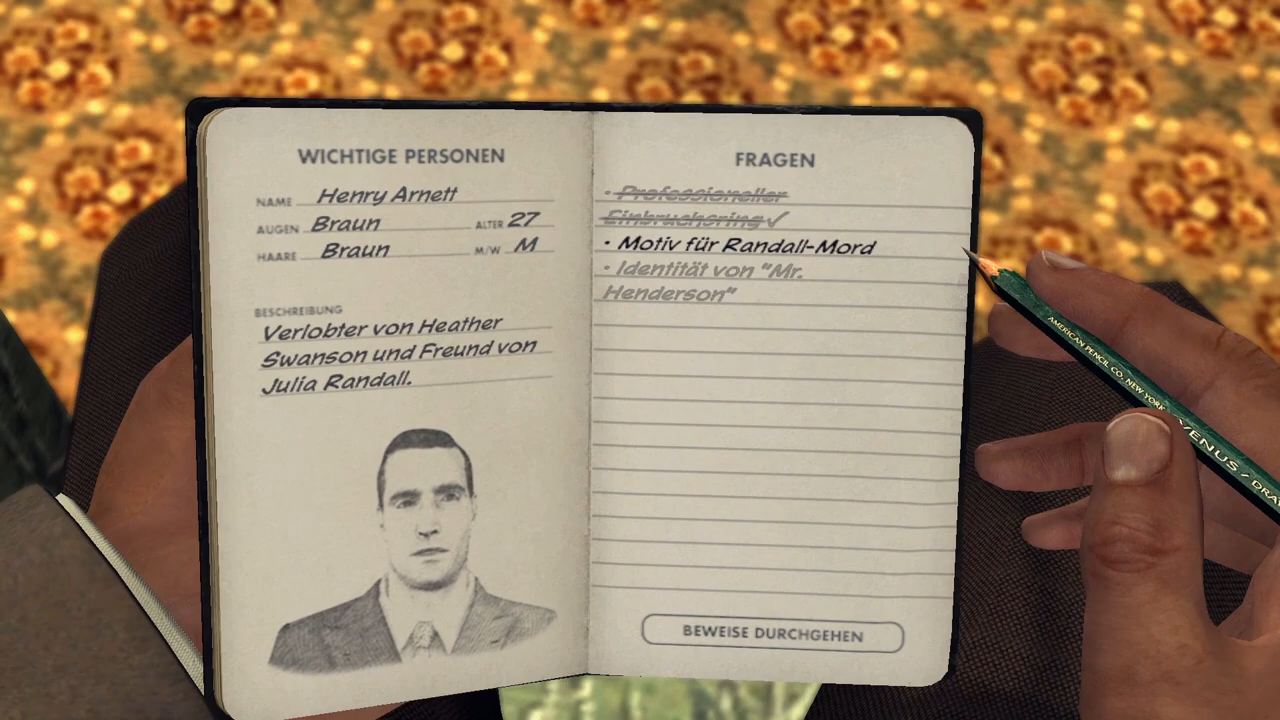 WICHTIGE PERSONEN
NAME Henry Arnett
AUGEN Braun ALTER 27
HAARE Braun M/W M
BESCHREIBUNG
Verlobter von Heather
Swanson und Freund von
Julia Randall.
FRAGEN
· Professioneller
Einbruchsring ✓
· Motiv für Randall-Mord
· Identität von "Mr.
Henderson"
BEWEISE DURCHGEHEN
AMERICAN PENCIL CO. NEW YORK
VENUS / DRA